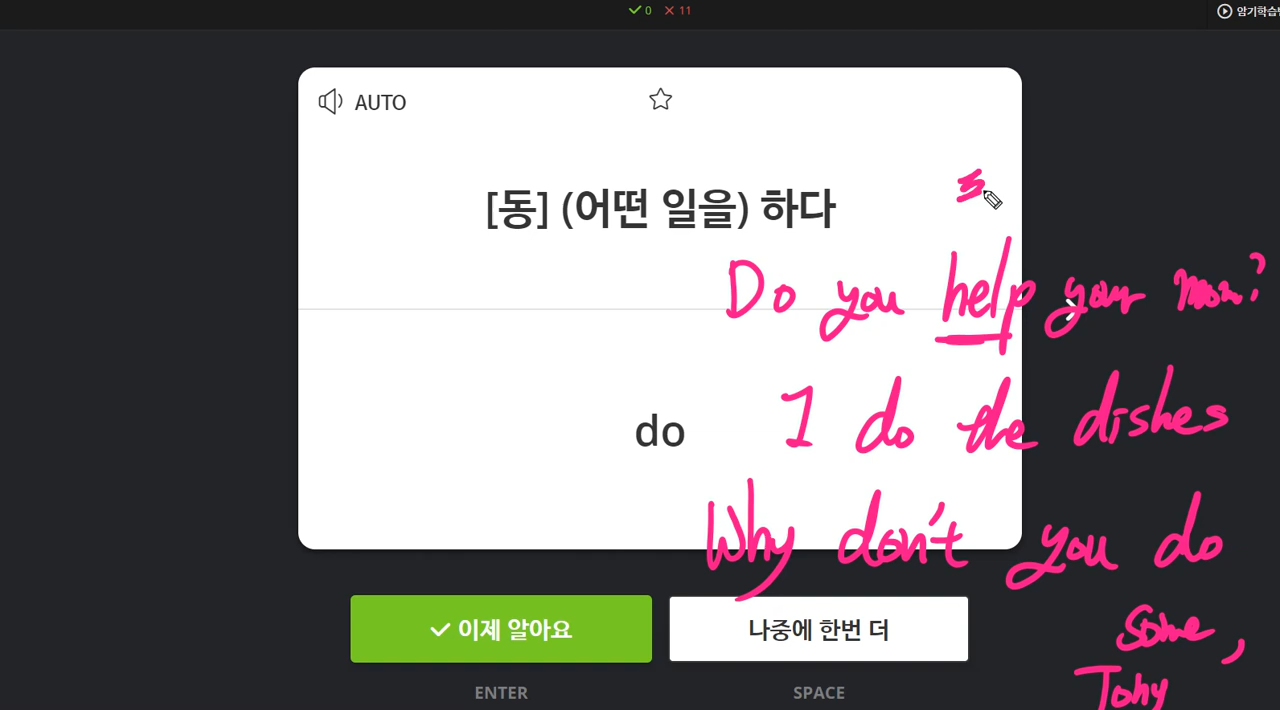 0 11
암기학습
AUTO
[동] (어떤 일을) 하다
Do you help your mom?
do
I do the dishes
Why don't you do
some,
Tony
이제 알아요
나중에 한번 더
ENTER
SPACE